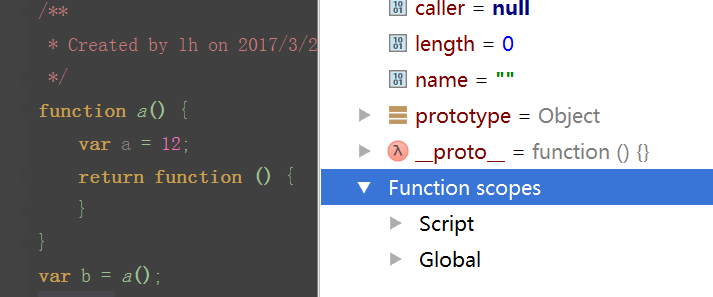 /**
* Created by lh on 2017/3/2
*/
function a() {
var a = 12;
return function () {
}
}
var b = a();
caller = null
length = 0
name = ""
prototype = Object
__proto__ = function () {}
Function scopes
Script
Global